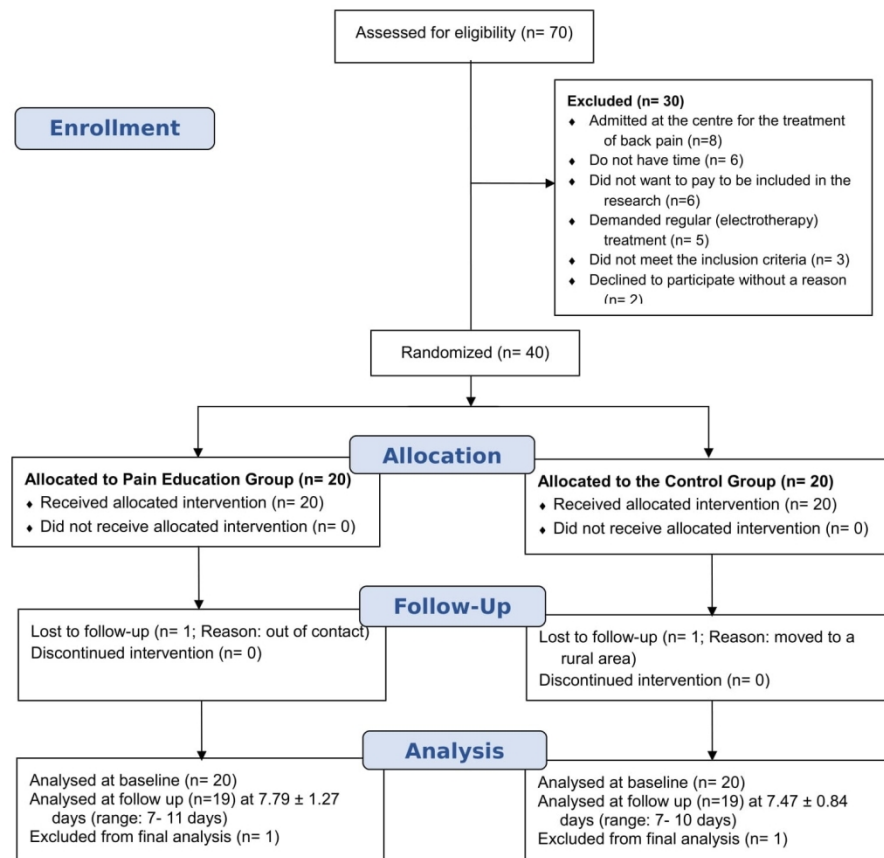 Assessed for eligibility (n= 70)
Enrollment
Excluded (n= 30)
♦ Admitted at the centre for the treatment
of back pain (n=8)
♦ Do not have time (n= 6)
♦ Did not want to pay to be included in the
research (n=6)
♦ Demanded regular (electrotherapy)
treatment (n= 5)
♦ Did not meet the inclusion criteria (n= 3)
♦ Declined to participate without a reason
(n= 2)
Randomized (n= 40)
Allocation
Allocated to Pain Education Group (n= 20)
♦ Received allocated intervention (n= 20)
♦ Did not receive allocated intervention (n= 0)
Allocated to the Control Group (n= 20)
♦ Received allocated intervention (n= 20)
♦ Did not receive allocated intervention (n= 0)
Follow-Up
Lost to follow-up (n= 1; Reason: out of contact)
Discontinued intervention (n= 0)
Lost to follow-up (n= 1; Reason: moved to a
rural area)
Discontinued intervention (n= 0)
Analysis
Analysed at baseline (n= 20)
Analysed at follow up (n=19) at 7.79 ± 1.27
days (range: 7- 11 days)
Excluded from final analysis (n= 1)
Analysed at baseline (n= 20)
Analysed at follow up (n=19) at 7.47 ± 0.84
days (range: 7- 10 days)
Excluded from final analysis (n= 1)